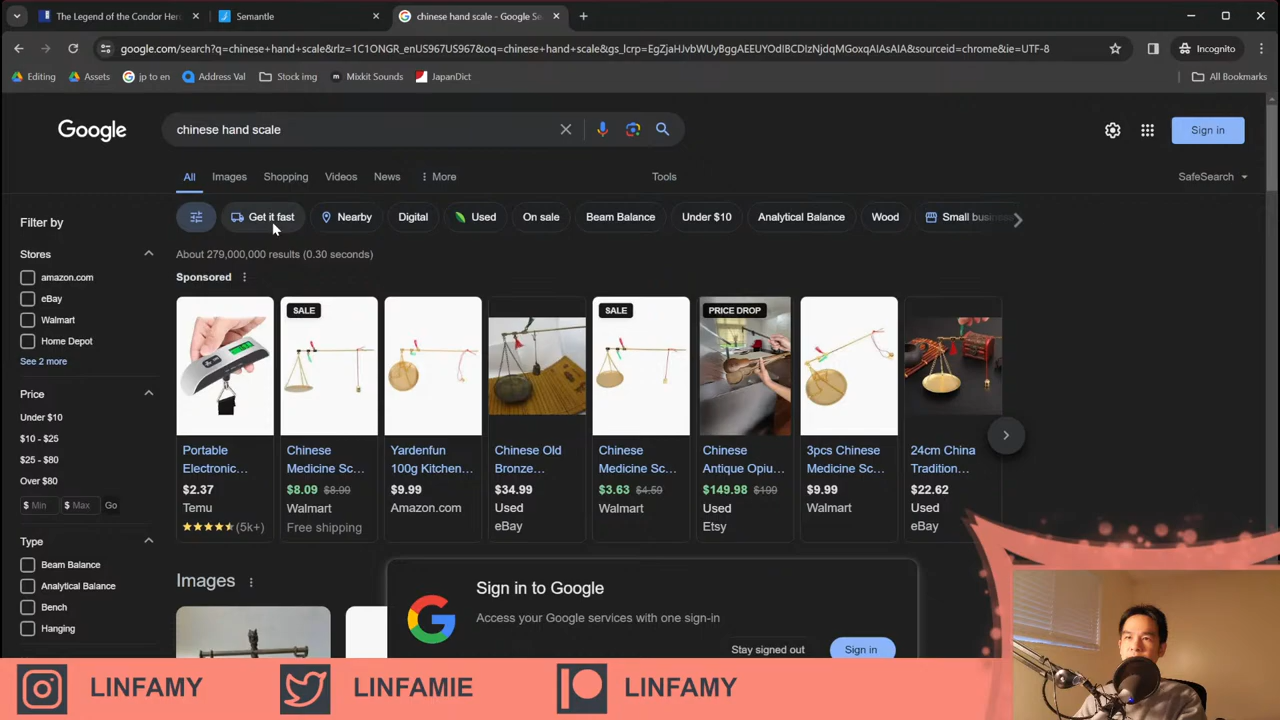 The Legend of the Condor Her
Semantle
chinese hand scale - Google Se
google.com/search?q=chinese+hand+scale&rlz=1C1ONGR_enUS967US967&oq=chinese+hand+scale&gs_lcrp=EgZjaHJvbWUyBggAEEUYOdIBCDIzNjdqMGoxqAIAsAIA&sourceid=chrome&ie=UTF-8
Incognito
Editing
Assets
jp to en
Address Val
Stock img
Mixkit Sounds
JapanDict
All Bookmarks
Google
chinese hand scale
Sign in
All
Images
Shopping
Videos
News
More
Tools
SafeSearch
Filter by
Get it fast
Nearby
Digital
Used
On sale
Beam Balance
Under $10
Analytical Balance
Wood
Small
About 279,000,000 results (0.30 seconds)
Sponsored
Stores
amazon.com
eBay
Walmart
Home Depot
See 2 more
Price
Under $10
$10 - $25
$25 - $80
Over $80
$ Min
$ Max
Go
Type
Beam Balance
Analytical Balance
Bench
Hanging
Portable
Electronic...
$2.37
Temu
(5k+)
SALE
Chinese
Medicine Sc...
$8.09 $8.99
Walmart
Free shipping
Yardenfun
100g Kitchen...
$9.99
Amazon.com
Chinese Old
Bronze...
$34.99
Used
eBay
SALE
Chinese
Medicine Sc...
$3.63 $4.59
Walmart
PRICE DROP
Chinese
Antique Opiu...
$149.98 $199
Used
Etsy
3pcs Chinese
Medicine Sc...
$9.99
Walmart
24cm China
Tradition...
$22.62
Used
eBay
Images
Sign in to Google
Access your Google services with one sign-in
Stay signed out
Sign in
LINFAMY
LINFAMIE
LINFAMY